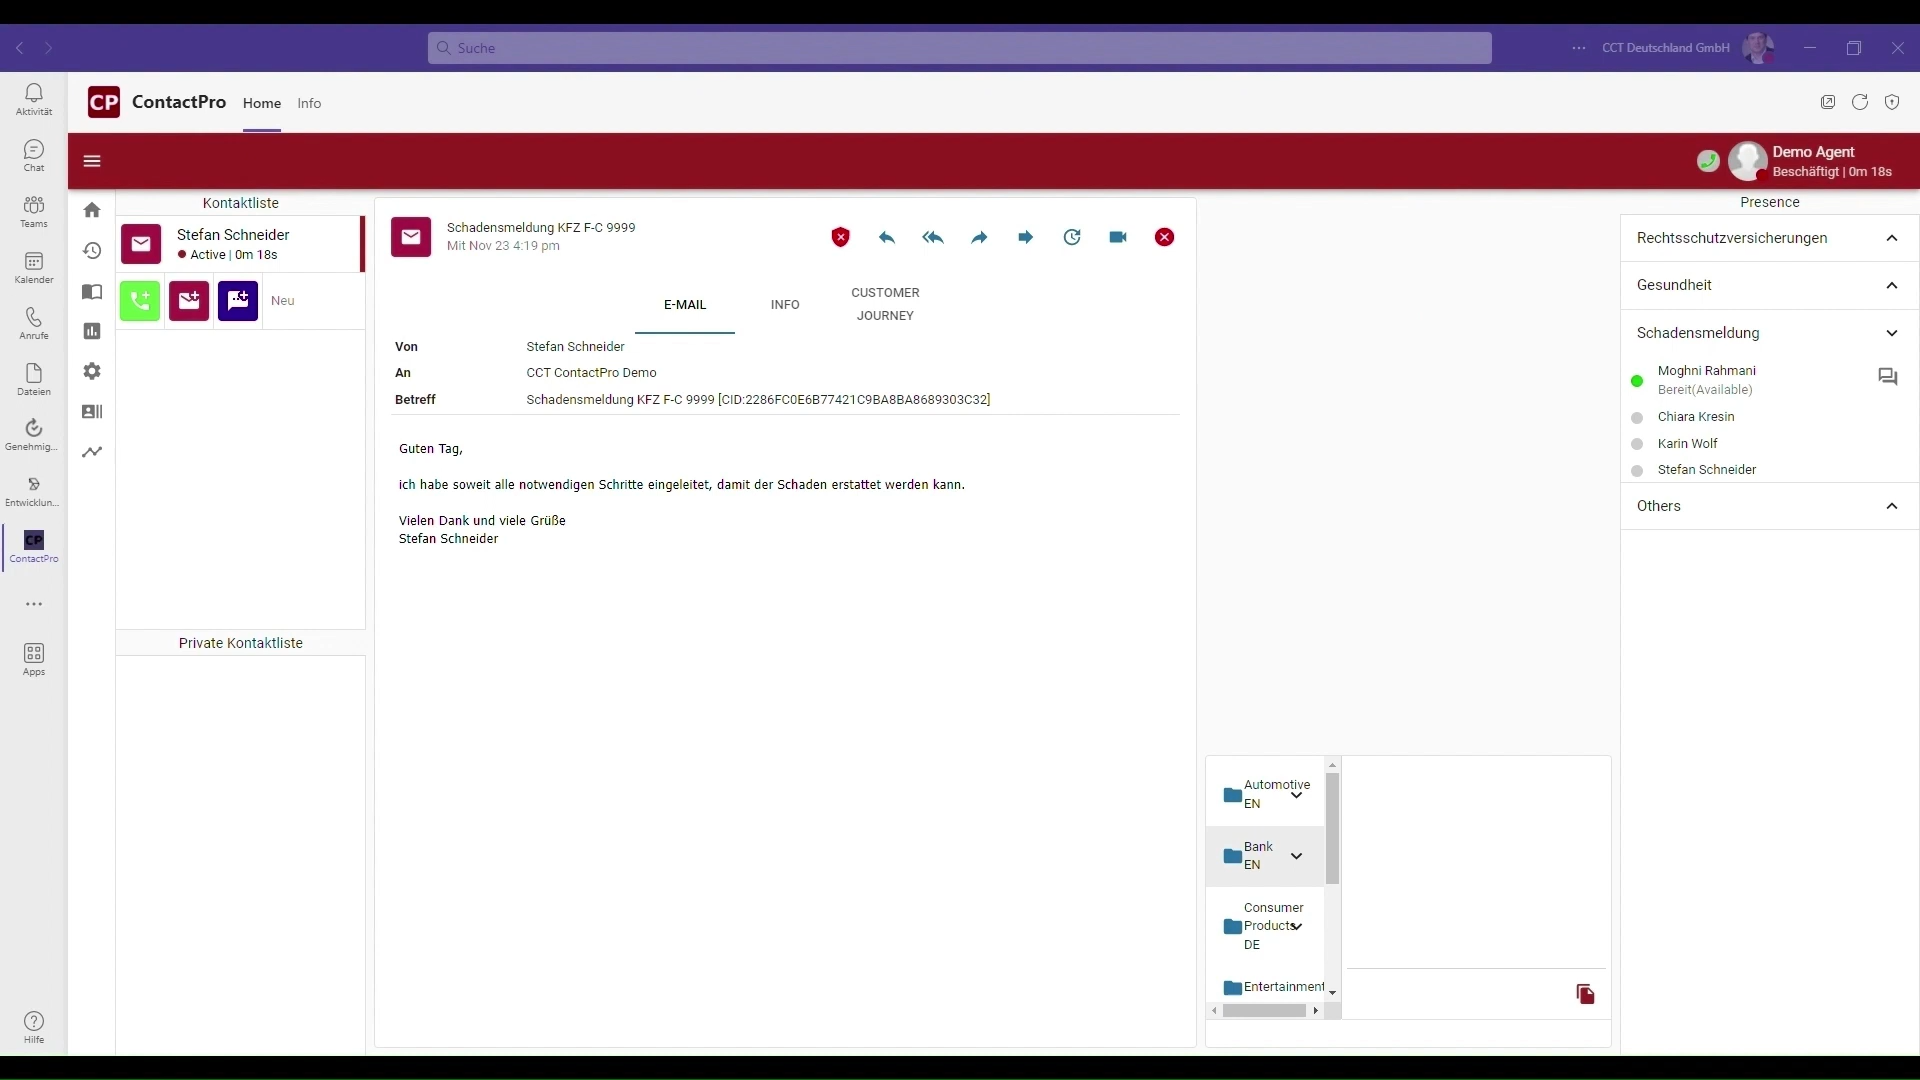 Suche
CCT Deutschland GmbH
Aktivität
Chat
Teams
Kalender
Anrufe
Dateien
Genehmig...
Entwicklun...
CP
ContactPro
Apps
Hilfe
CP ContactPro Home Info
Demo Agent
Beschäftigt | 0m 18s
Kontaktliste
Stefan Schneider
Active | 0m 18s
Neu
Private Kontaktliste
Schadensmeldung KFZ F-C 9999
Mit Nov 23 4:19 pm
E-MAIL
INFO
CUSTOMER
JOURNEY
Von Stefan Schneider
An CCT ContactPro Demo
Betreff Schadensmeldung KFZ F-C 9999 [CID:2286FC0E6B77421C9BA8BA8689303C32]
Guten Tag,
ich habe soweit alle notwendigen Schritte eingeleitet, damit der Schaden erstattet werden kann.
Vielen Dank und viele Grüße
Stefan Schneider
Automotive
EN
Bank
EN
Consumer
Products
DE
Entertainment
Presence
Rechtsschutzversicherungen
Gesundheit
Schadensmeldung
Moghni Rahmani
Bereit(Available)
Chiara Kresin
Karin Wolf
Stefan Schneider
Others